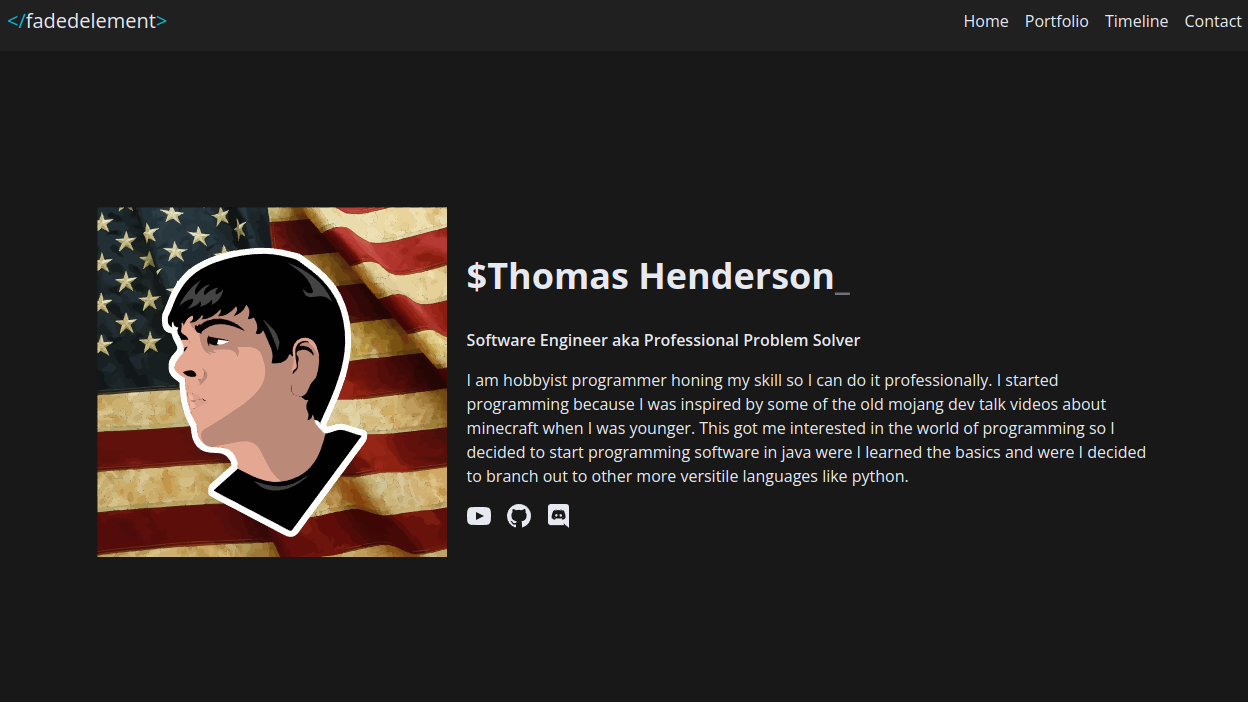 </fadedelement>
Home Portfolio Timeline Contact
$Thomas Henderson_
Software Engineer aka Professional Problem Solver
I am hobbyist programmer honing my skill so I can do it professionally. I started
programming because I was inspired by some of the old mojang dev talk videos about
minecraft when I was younger. This got me interested in the world of programming so I
decided to start programming software in java were I learned the basics and were I decided
to branch out to other more versitile languages like python.